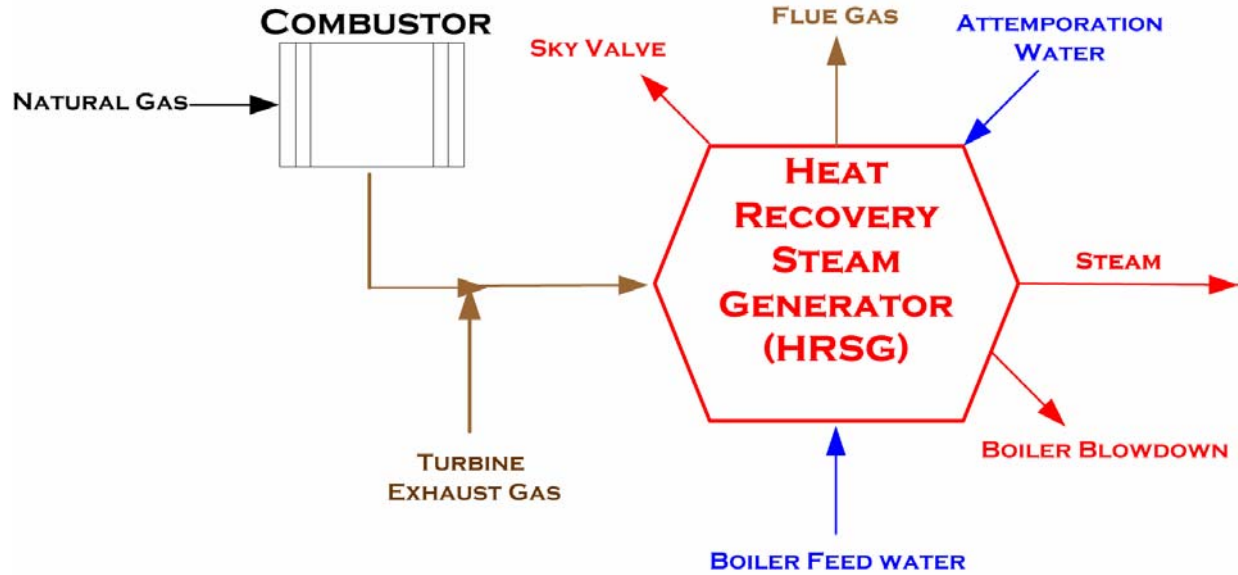 COMBUSTOR
FLUE GAS
ATTEMPORATION
WATER
SKY VALVE
NATURAL GAS
HEAT
RECOVERY
STEAM
GENERATOR
(HRSG)
STEAM
TURBINE
EXHAUST GAS
BOILER BLOWDOWN
BOILER FEED WATER